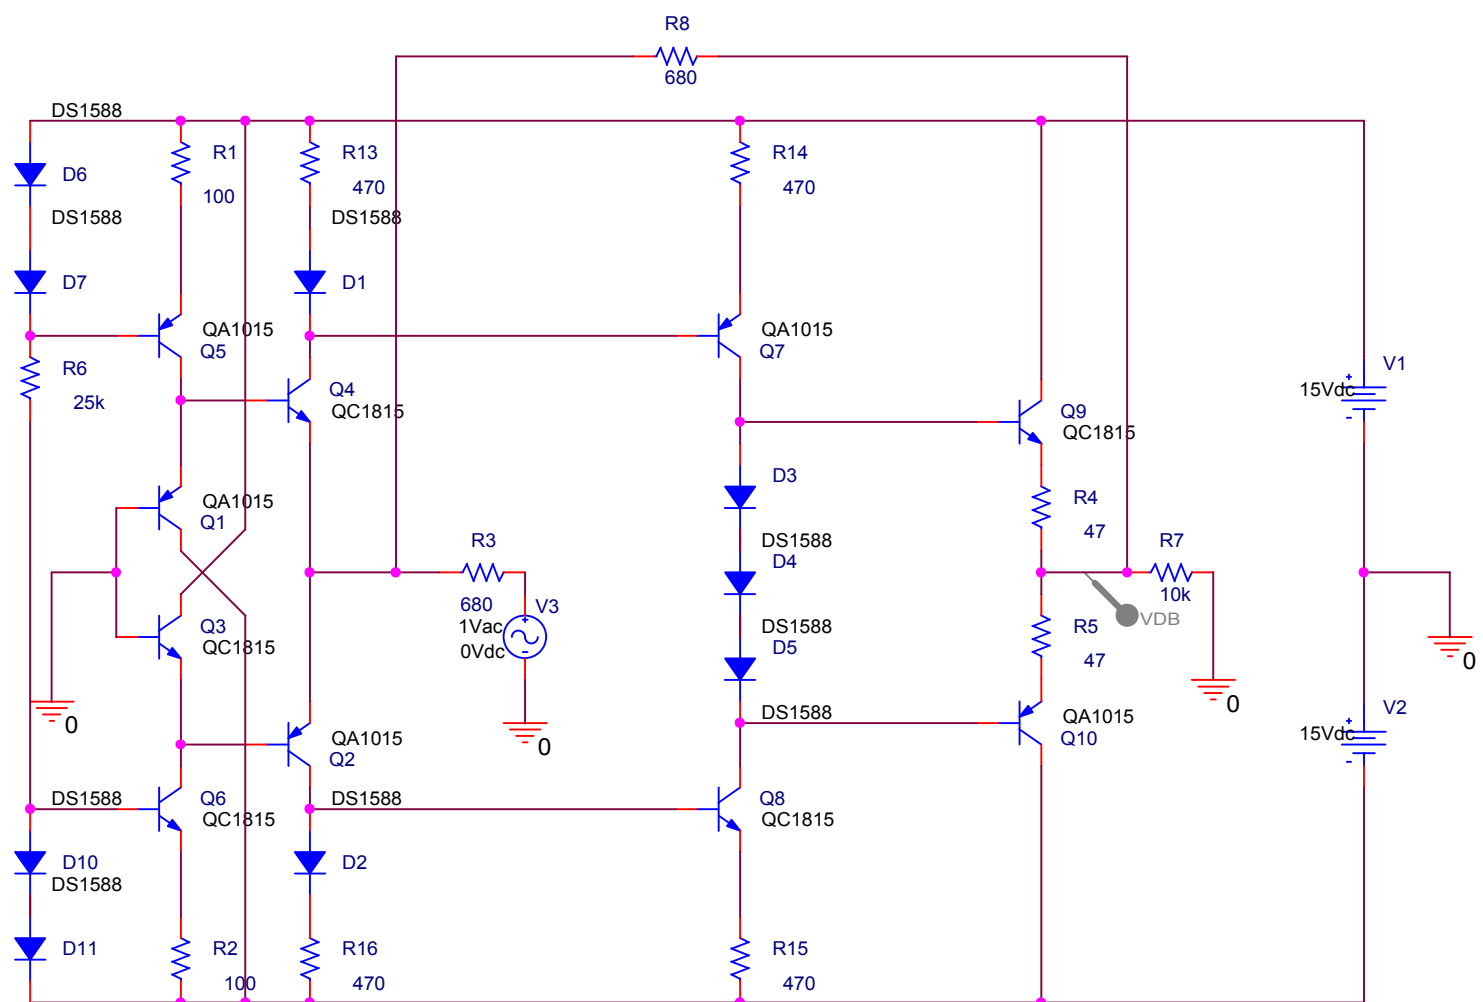 R8
680
DS1588
R1
100
R13
470
R14
470
D6
DS1588
DS1588
D7
D1
QA1015
Q5
QA1015
Q7
R6
25k
Q4
QC1815
V1
15Vdc
Q9
QC1815
D3
QA1015
Q1
R4
47
DS1588
D4
R3
680
R7
10k
V3
1Vac
0Vdc
VDB
Q3
QC1815
DS1588
D5
R5
47
0
0
0
0
QA1015
Q2
DS1588
QA1015
Q10
V2
15Vdc
DS1588
Q6
QC1815
DS1588
Q8
QC1815
D10
DS1588
D2
D11
R2
100
R16
470
R15
470